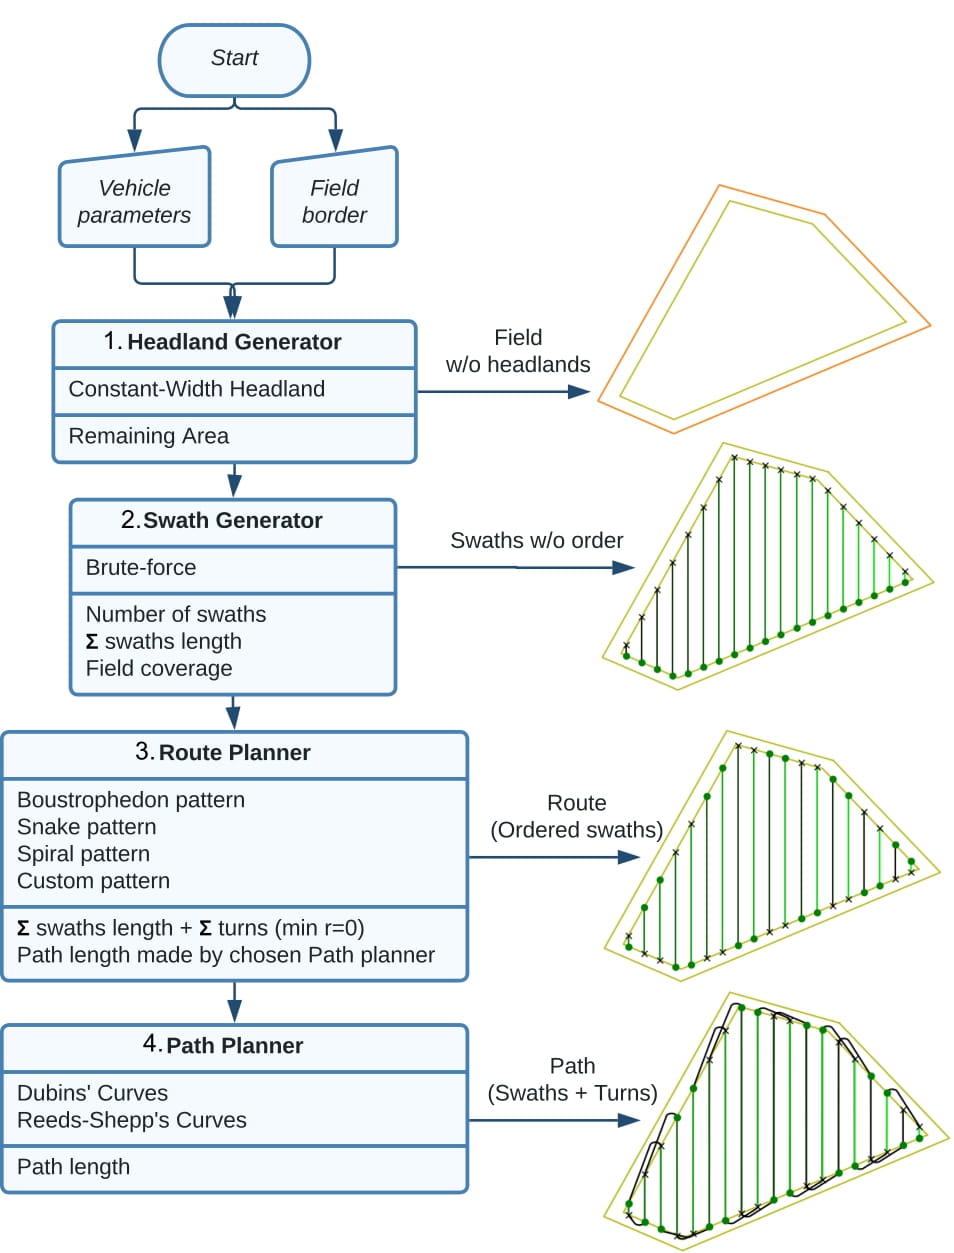 Start
Vehicle
parameters
Field
border
1. Headland Generator
Constant-Width Headland
Remaining Area
Field
w/o headlands
2. Swath Generator
Brute-force
Number of swaths
Σ swaths length
Field coverage
Swaths w/o order
3. Route Planner
Boustrophedon pattern
Snake pattern
Spiral pattern
Custom pattern
Σ swaths length + Σ turns (min r=0)
Path length made by chosen Path planner
Route
(Ordered swaths)
4. Path Planner
Dubins' Curves
Reeds-Shepp's Curves
Path length
Path
(Swaths + Turns)